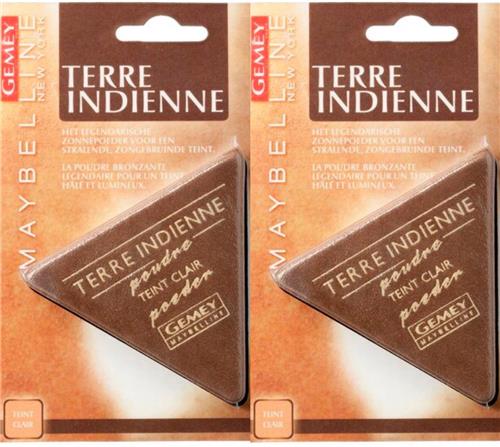 GEMEY
MAYBELLINE
NEW YORK
TERRE
INDIENNE
HET LEGENDARISCHE
ZONNEPOEDER VOOR EEN
STRALENDE, ZONGEBRUINDE TEINT.
LA POUDRE BRONZANTE
LÉGENDAIRE POUR UN TEINT
HÂLÉ ET LUMINEUX.
TERRE INDIENNE
poudre
TEINT CLAIR
poeder
GEMEY
MAYBELLINE
TEINT
CLAIR
GEMEY
MAYBELLINE
NEW YORK
TERRE
INDIENNE
HET LEGENDARISCHE
ZONNEPOEDER VOOR EEN
STRALENDE, ZONGEBRUINDE TEINT.
LA POUDRE BRONZANTE
LÉGENDAIRE POUR UN TEINT
HÂLÉ ET LUMINEUX.
TERRE INDIENNE
poudre
TEINT CLAIR
poeder
GEMEY
MAYBELLINE
TEINT
CLAIR